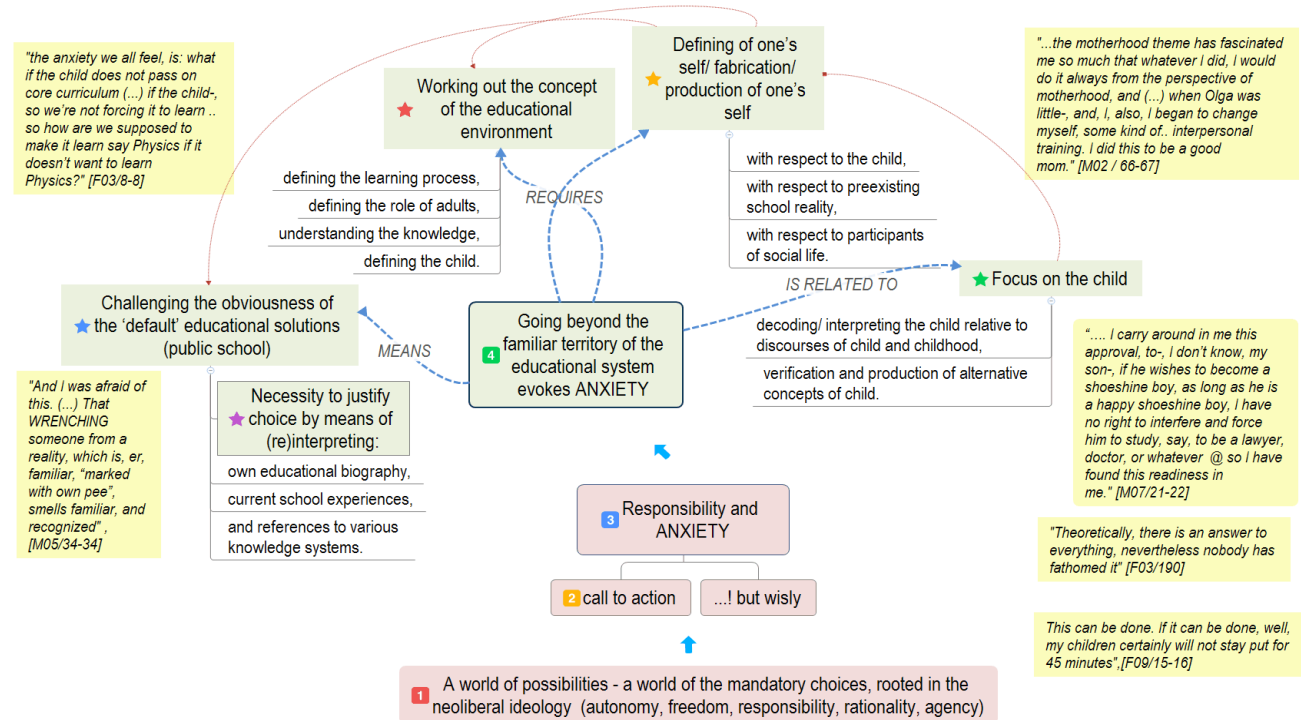 "the anxiety we all feel, is: what
if the child does not pass on
core curriculum (...) if the child-,
so we're not forcing it to learn ..
so how are we supposed to
make it learn say Physics if it
doesn't want to learn
Physics?" [F03/8-8]
Working out the concept
of the educational
environment
defining the learning process,
defining the role of adults,
understanding the knowledge,
defining the child.
Defining of one's
self/ fabrication/
production of one's
self
with respect to the child,
with respect to preexisting
school reality,
with respect to participants
of social life.
"...the motherhood theme has fascinated
me so much that whatever I did, I would
do it always from the perspective of
motherhood, and (...) when Olga was
little-, and, I, also, I began to change
myself, some kind of.. interpersonal
training. I did this to be a good
mom." [M02 / 66-67]
REQUIRES
IS RELATED TO
MEANS
Focus on the child
decoding/ interpreting the child relative to
discourses of child and childhood,
verification and production of alternative
concepts of child.
Challenging the obviousness of
the 'default' educational solutions
(public school)
Necessity to justify
choice by means of
(re)interpreting:
own educational biography,
current school experiences,
and references to various
knowledge systems.
4
Going beyond the
familiar territory of the
educational system
evokes ANXIETY
"And I was afraid of
this. (...) That
WRENCHING
someone from a
reality, which is, er,
familiar, "marked
with own pee",
smells familiar, and
recognized" ,
[M05/34-34]
".... I carry around in me this
approval, to-, I don't know, my
son-, if he wishes to become a
shoeshine boy, as long as he is
a happy shoeshine boy, I have
no right to interfere and force
him to study, say, to be a lawyer,
doctor, or whatever @ so I have
found this readiness in
me." [M07/21-22]
3
Responsibility and
ANXIETY
2 call to action
...! but wisly
"Theoretically, there is an answer to
everything, nevertheless nobody has
fathomed it" [F03/190]
This can be done. If it can be done, well,
my children certainly will not stay put for
45 minutes",[F09/15-16]
1
A world of possibilities - a world of the mandatory choices, rooted in the
neoliberal ideology (autonomy, freedom, responsibility, rationality, agency)